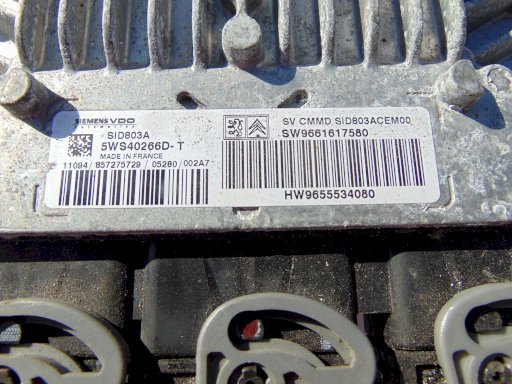 SIEMENS VDO
SID803A
5WS40266D-T
MADE IN FRANCE
11094/857275729 /05280/002A7
SV CMMD SID803ACEM00
SW9661617580
HW9655534080